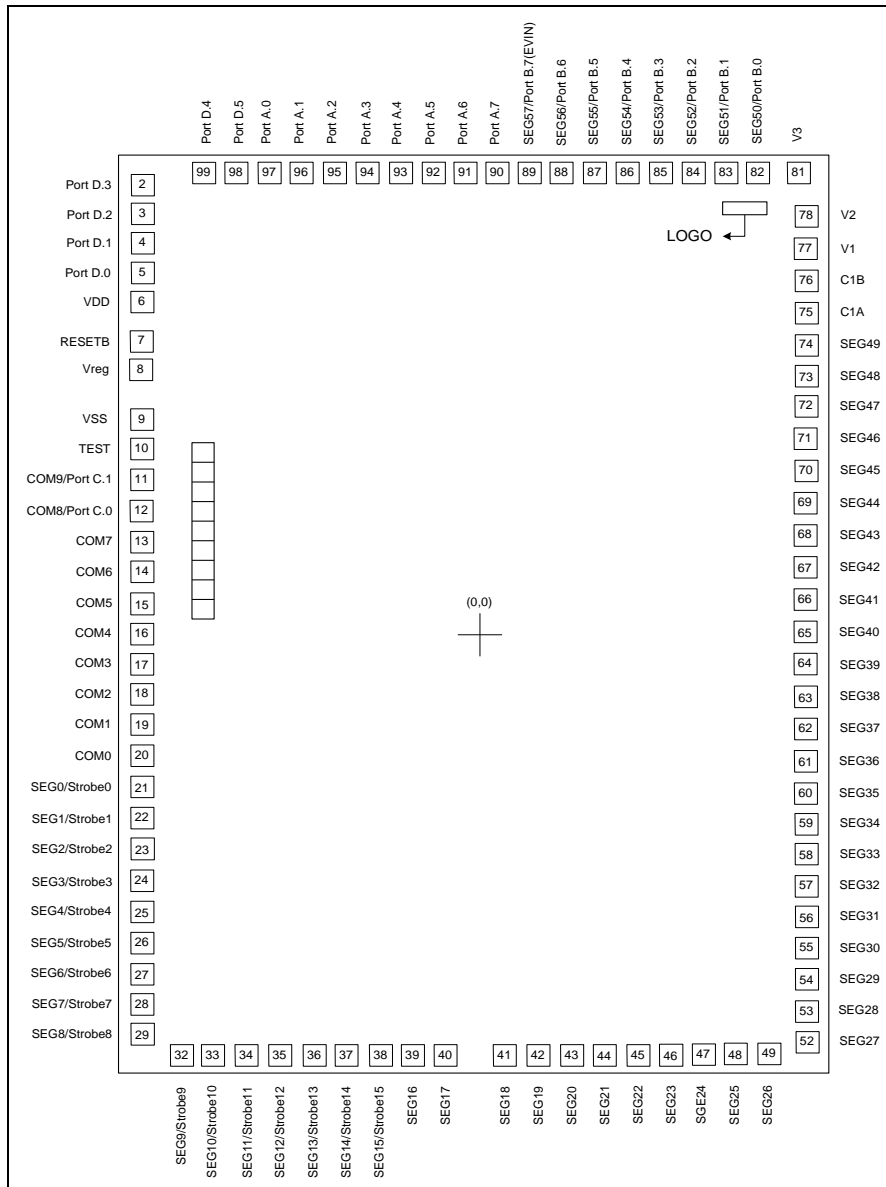 Port D.4
Port D.5
Port A.0
Port A.1
Port A.2
Port A.3
Port A.4
Port A.5
Port A.6
Port A.7
SEG57/Port B.7(EVIN)
SEG56/Port B.6
SEG55/Port B.5
SEG54/Port B.4
SEG53/Port B.3
SEG52/Port B.2
SEG51/Port B.1
SEG50/Port B.0
V3
99
98
97
96
95
94
93
92
91
90
89
88
87
86
85
84
83
82
81
Port D.3 2
Port D.2 3
Port D.1 4
Port D.0 5
VDD 6
RESETB 7
Vreg 8
VSS 9
TEST 10
COM9/Port C.1 11
COM8/Port C.0 12
COM7 13
COM6 14
COM5 15
COM4 16
COM3 17
COM2 18
COM1 19
COM0 20
SEG0/Strobe0 21
SEG1/Strobe1 22
SEG2/Strobe2 23
SEG3/Strobe3 24
SEG4/Strobe4 25
SEG5/Strobe5 26
SEG6/Strobe6 27
SEG7/Strobe7 28
SEG8/Strobe8 29
LOGO
(0,0)
78 V2
77 V1
76 C1B
75 C1A
74 SEG49
73 SEG48
72 SEG47
71 SEG46
70 SEG45
69 SEG44
68 SEG43
67 SEG42
66 SEG41
65 SEG40
64 SEG39
63 SEG38
62 SEG37
61 SEG36
60 SEG35
59 SEG34
58 SEG33
57 SEG32
56 SEG31
55 SEG30
54 SEG29
53 SEG28
52 SEG27
32
33
34
35
36
37
38
39
40
41
42
43
44
45
46
47
48
49
SEG9/Strobe9
SEG10/Strobe10
SEG11/Strobe11
SEG12/Strobe12
SEG13/Strobe13
SEG14/Strobe14
SEG15/Strobe15
SEG16
SEG17
SEG18
SEG19
SEG20
SEG21
SEG22
SEG23
SGE24
SEG25
SEG26